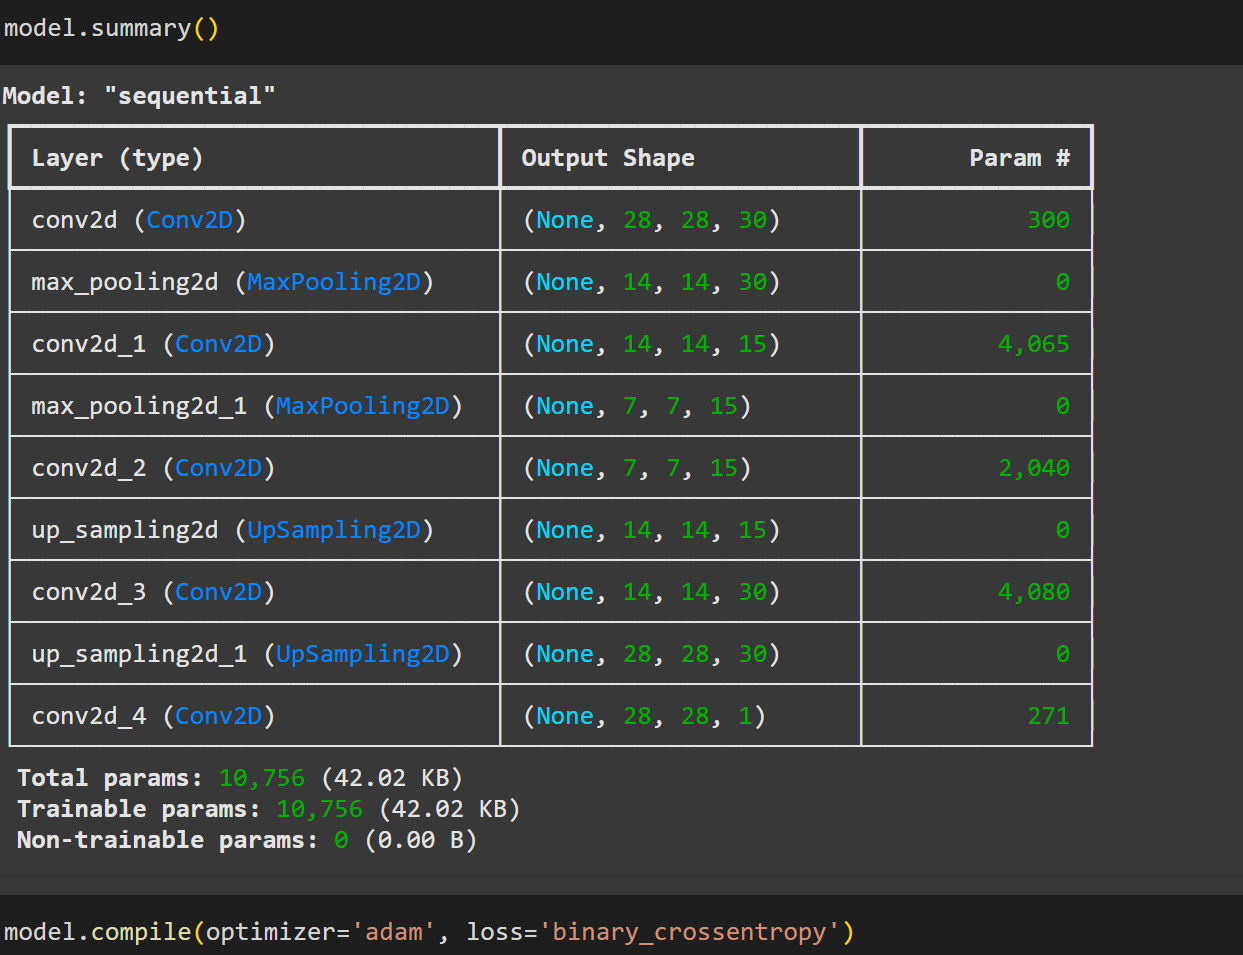 model.summary()
Model: "sequential"
Layer (type) Output Shape Param #
conv2d (Conv2D) (None, 28, 28, 30) 300
max_pooling2d (MaxPooling2D) (None, 14, 14, 30) 0
conv2d_1 (Conv2D) (None, 14, 14, 15) 4,065
max_pooling2d_1 (MaxPooling2D) (None, 7, 7, 15) 0
conv2d_2 (Conv2D) (None, 7, 7, 15) 2,040
up_sampling2d (UpSampling2D) (None, 14, 14, 15) 0
conv2d_3 (Conv2D) (None, 14, 14, 30) 4,080
up_sampling2d_1 (UpSampling2D) (None, 28, 28, 30) 0
conv2d_4 (Conv2D) (None, 28, 28, 1) 271
Total params: 10,756 (42.02 KB)
Trainable params: 10,756 (42.02 KB)
Non-trainable params: 0 (0.00 B)
model.compile(optimizer='adam', loss='binary_crossentropy')